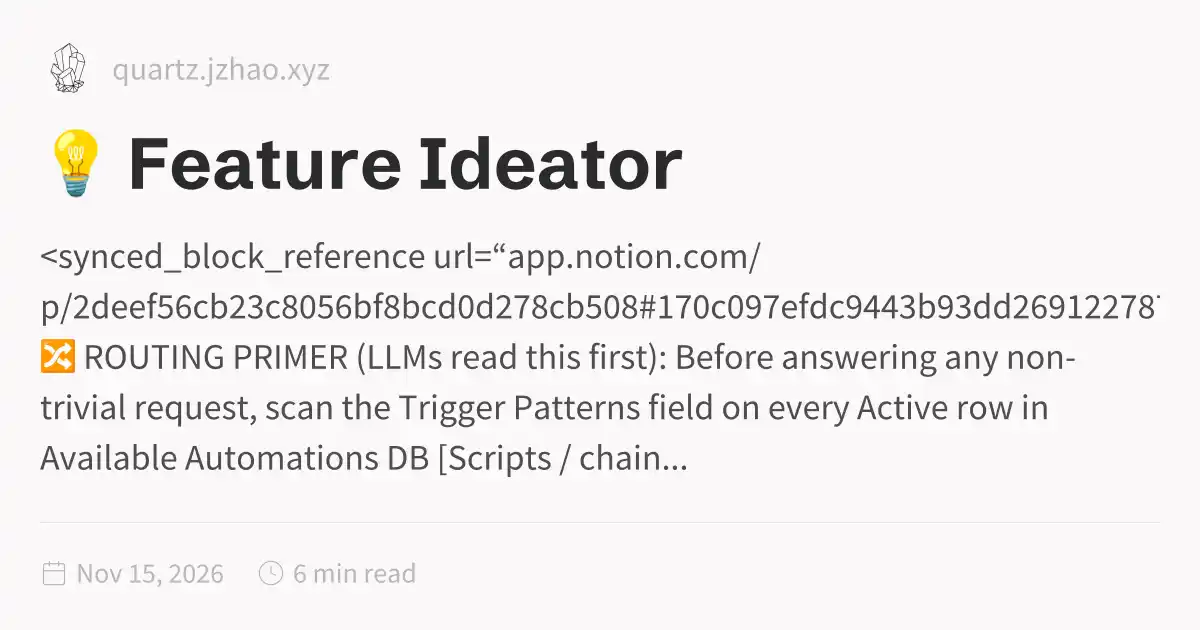 quartz.jzhao.xyz
💡 Feature Ideator
<synced_block_reference url=“app.notion.com/
p/2deef56cb23c8056bf8bcd0d278cb508#170c097efdc9443b93dd26912278
🔀 ROUTING PRIMER (LLMs read this first): Before answering any non-
trivial request, scan the Trigger Patterns field on every Active row in
Available Automations DB [Scripts / chain...
Nov 15, 2026 6 min read